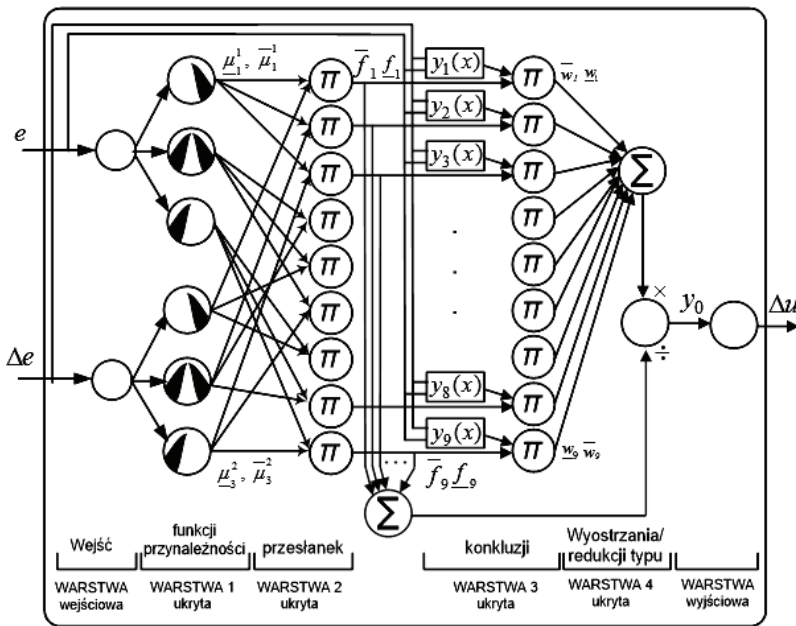 e
Δe
μ̲₁¹, μ̅₁¹
μ̲₃², μ̅₃²
π
π
π
π
π
π
π
π
π
f̅₁ f̲₁
f̅₉ f̲₉
...
Σ
y₁(x)
y₂(x)
y₃(x)
.
.
.
y₈(x)
y₉(x)
π
π
π
π
π
π
π
π
π
w̅₁ w̲₁
w̲₉ w̅₉
Σ
×
÷
y₀
Δu
Wejść
funkcji
przynależności
przesłanek
konkluzji
Wyostrzania/
redukcji typu
WARSTWA
wejściowa
WARSTWA 1
ukryta
WARSTWA 2
ukryta
WARSTWA 3
ukryta
WARSTWA 4
ukryta
WARSTWA
wyjściowa